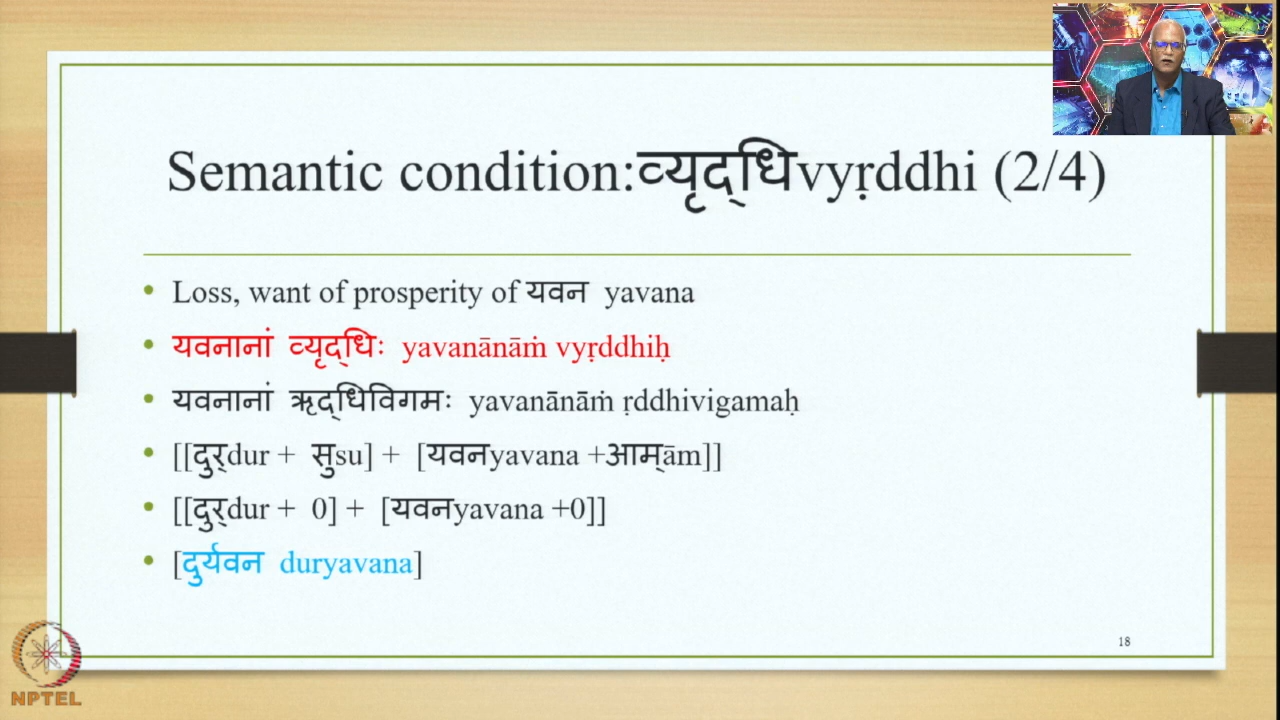 Semantic condition:व्यृद्‌धिvyṛddhi (2/4)
• Loss, want of prosperity of यवन yavana
• यवनानां व्यृद्‌धिः yavanānāṁ vyṛddhiḥ
• यवनानां ऋद्‌धिविगमः yavanānāṁ ṛddhivigamaḥ
• [[दुर्dur + सुsu] + [यवनyavana +आम्ām]]
• [[दुर्dur + 0] + [यवनyavana +0]]
• [दुर्यवन duryavana]
18
NPTEL